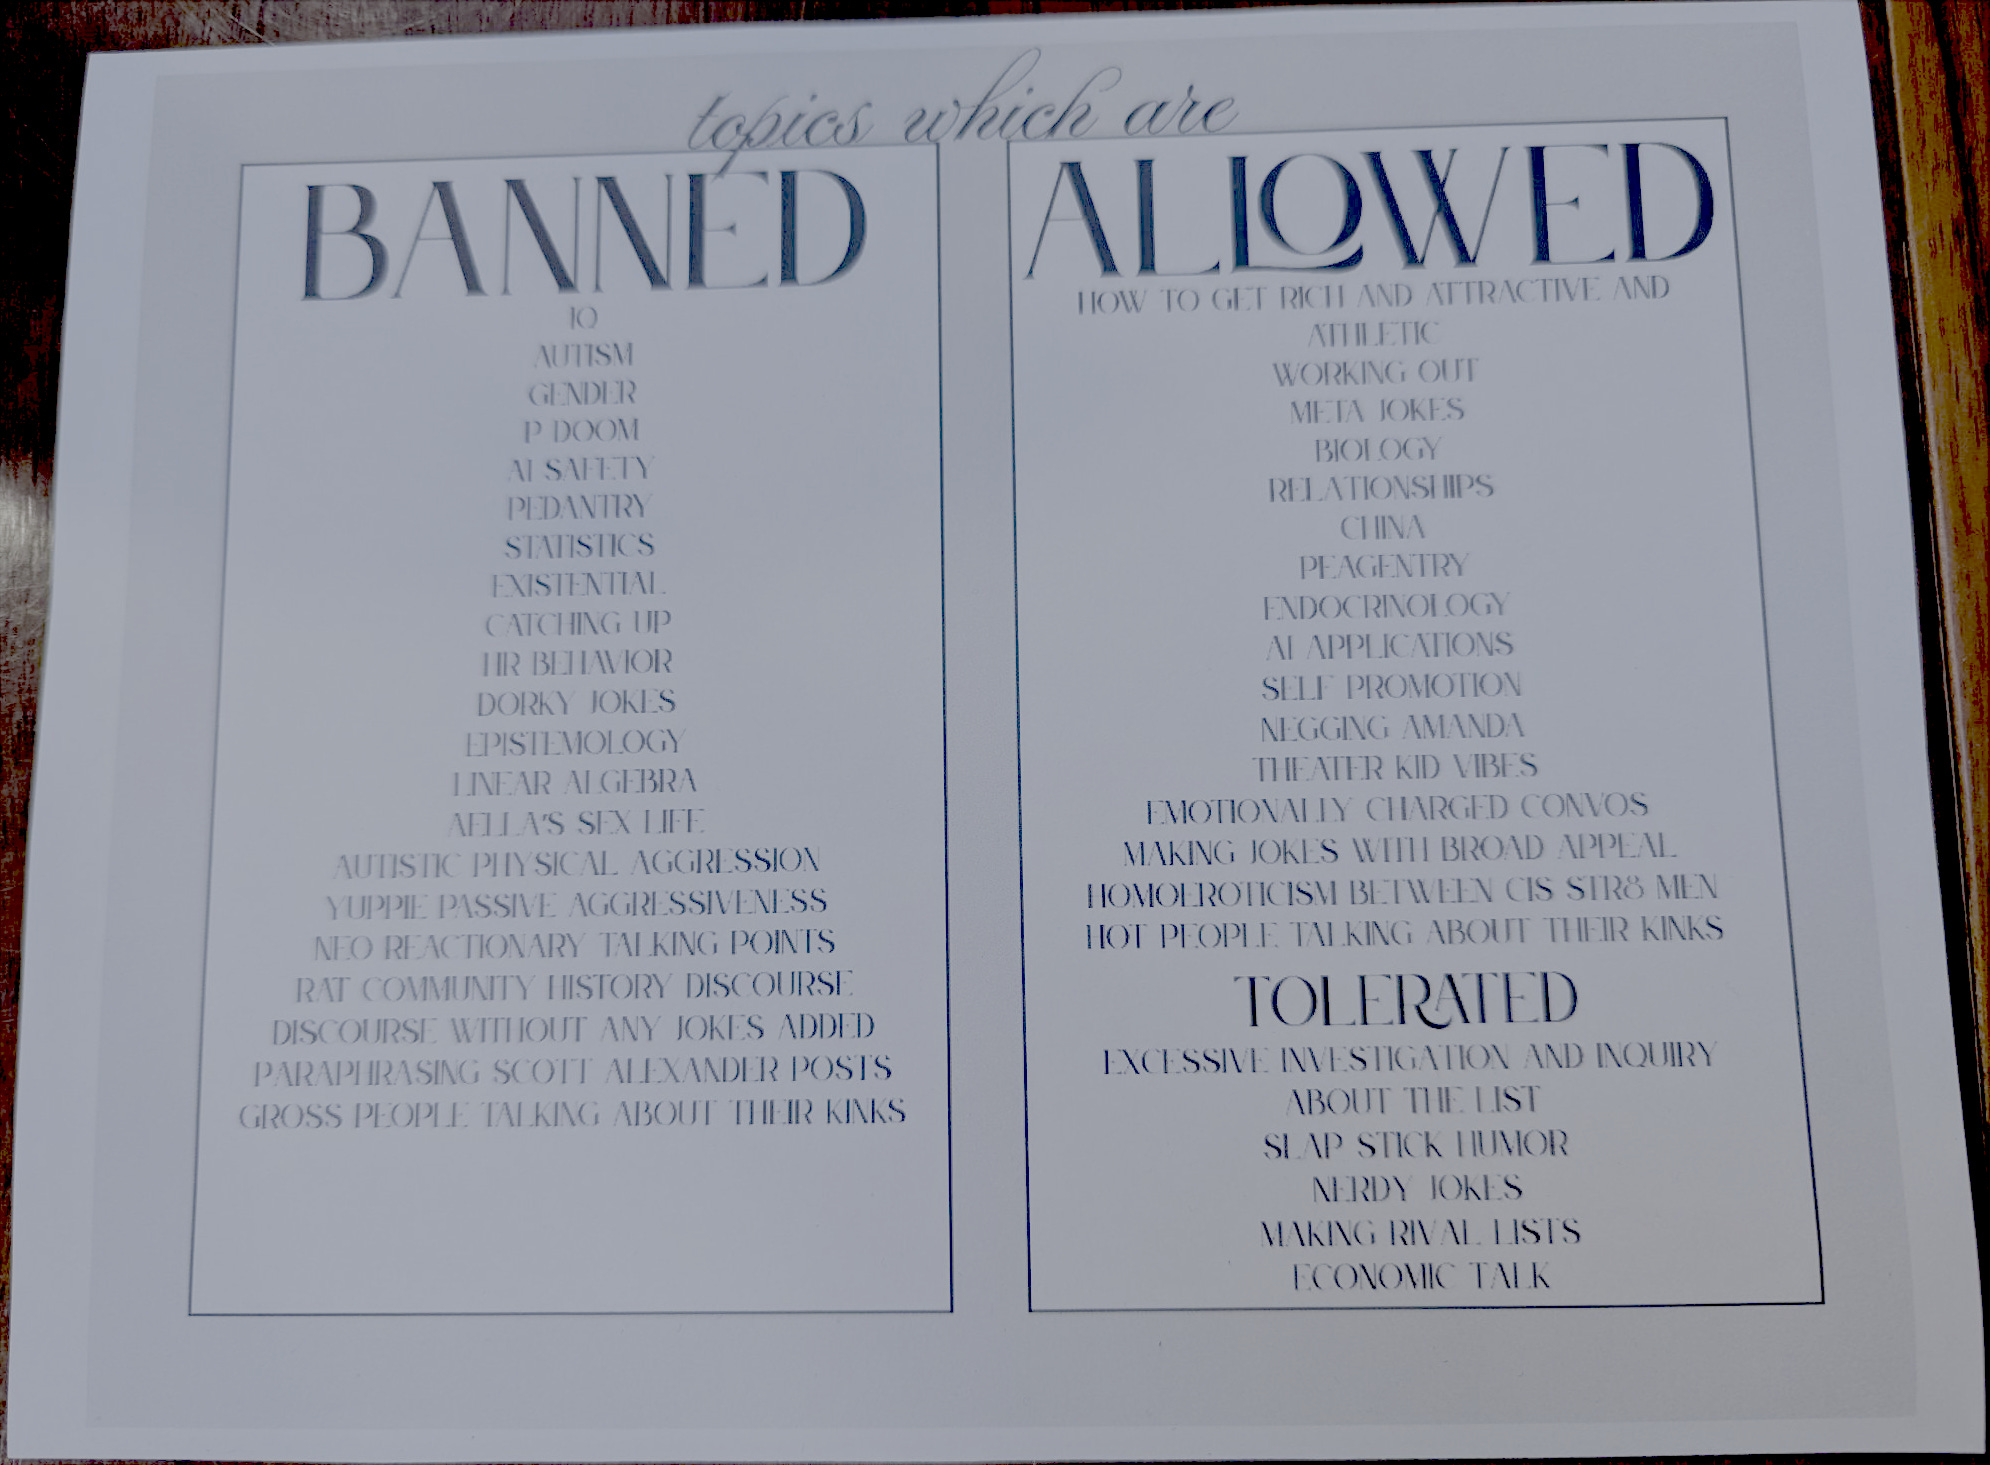 topics which are
BANNED
IQ
AUTISM
GENDER
P DOOM
AI SAFETY
PEDANTRY
STATISTICS
EXISTENTIAL
CATCHING UP
HR BEHAVIOR
DORKY JOKES
EPISTEMOLOGY
LINEAR ALGEBRA
AELLA'S SEX LIFE
AUTISTIC PHYSICAL AGGRESSION
YUPPIE PASSIVE AGGRESSIVENESS
NEO REACTIONARY TALKING POINTS
RAT COMMUNITY HISTORY DISCOURSE
DISCOURSE WITHOUT ANY JOKES ADDED
PARAPHRASING SCOTT ALEXANDER POSTS
GROSS PEOPLE TALKING ABOUT THEIR KINKS
ALLOWED
HOW TO GET RICH AND ATTRACTIVE AND
ATHLETIC
WORKING OUT
META JOKES
BIOLOGY
RELATIONSHIPS
CHINA
PEAGENTRY
ENDOCRINOLOGY
AI APPLICATIONS
SELF PROMOTION
NEGGING AMANDA
THEATER KID VIBES
EMOTIONALLY CHARGED CONVOS
MAKING JOKES WITH BROAD APPEAL
HOMOEROTICISM BETWEEN CIS STR8 MEN
HOT PEOPLE TALKING ABOUT THEIR KINKS
TOLERATED
EXCESSIVE INVESTIGATION AND INQUIRY
ABOUT THE LIST
SLAP STICK HUMOR
NERDY JOKES
MAKING RIVAL LISTS
ECONOMIC TALK